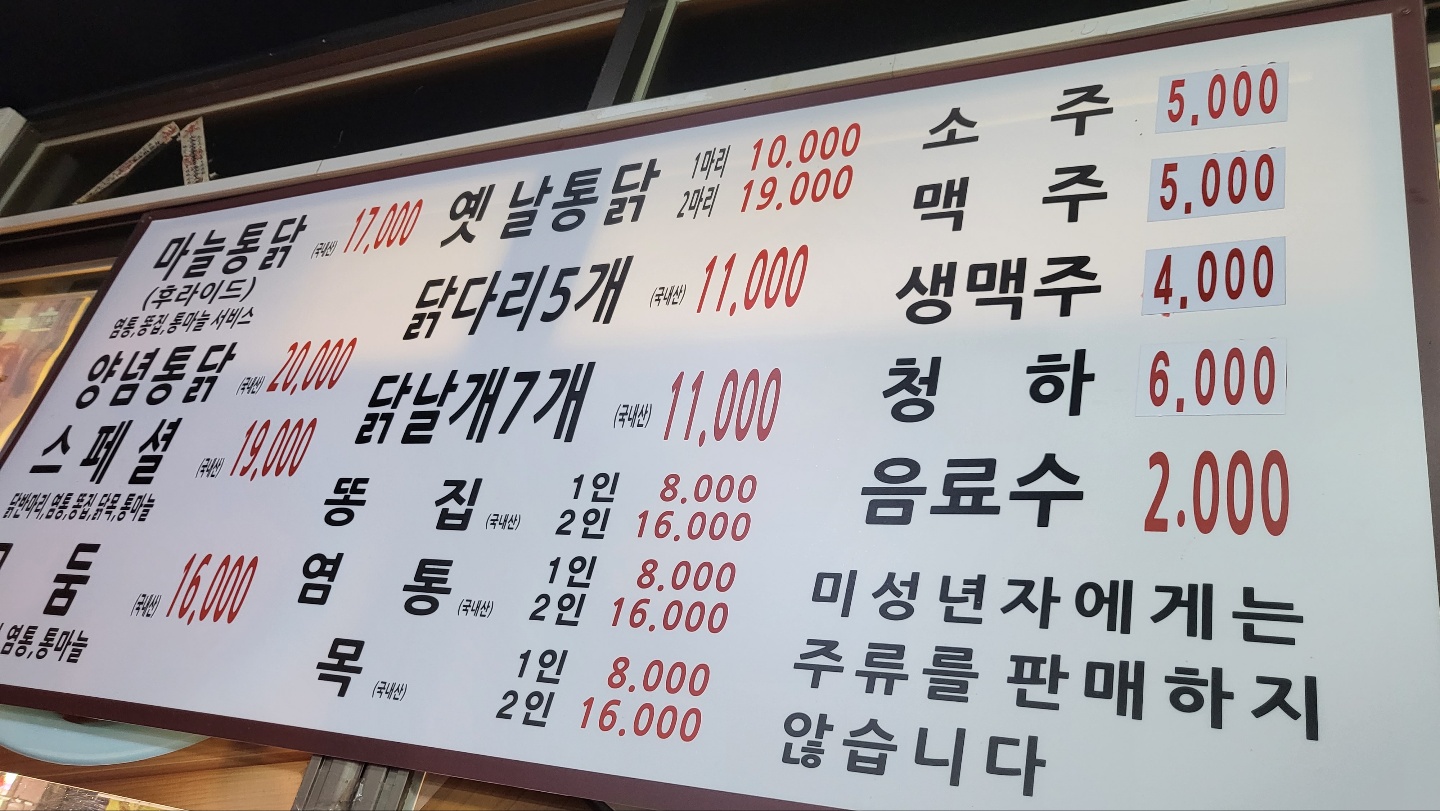 마늘통닭 (국내산) 17,000
(후라이드)
염통,똥집,통마늘 서비스
양념통닭 (국내산) 20,000
스페셜 (국내산) 19,000
닭반마리,염통,똥집,닭목,통마늘
둠 (국내산) 16,000
염통,통마늘
옛날통닭 1마리 10.000
2마리 19.000
닭다리5개 (국내산) 11,000
닭날개7개 (국내산) 11,000
똥집 (국내산) 1인 8.000
2인 16.000
염통 (국내산) 1인 8.000
2인 16.000
목 (국내산) 1인 8.000
2인 16.000
소주 5,000
맥주 5,000
생맥주 4,000
청하 6,000
음료수 2.000
미성년자에게는
주류를 판매하지
않습니다